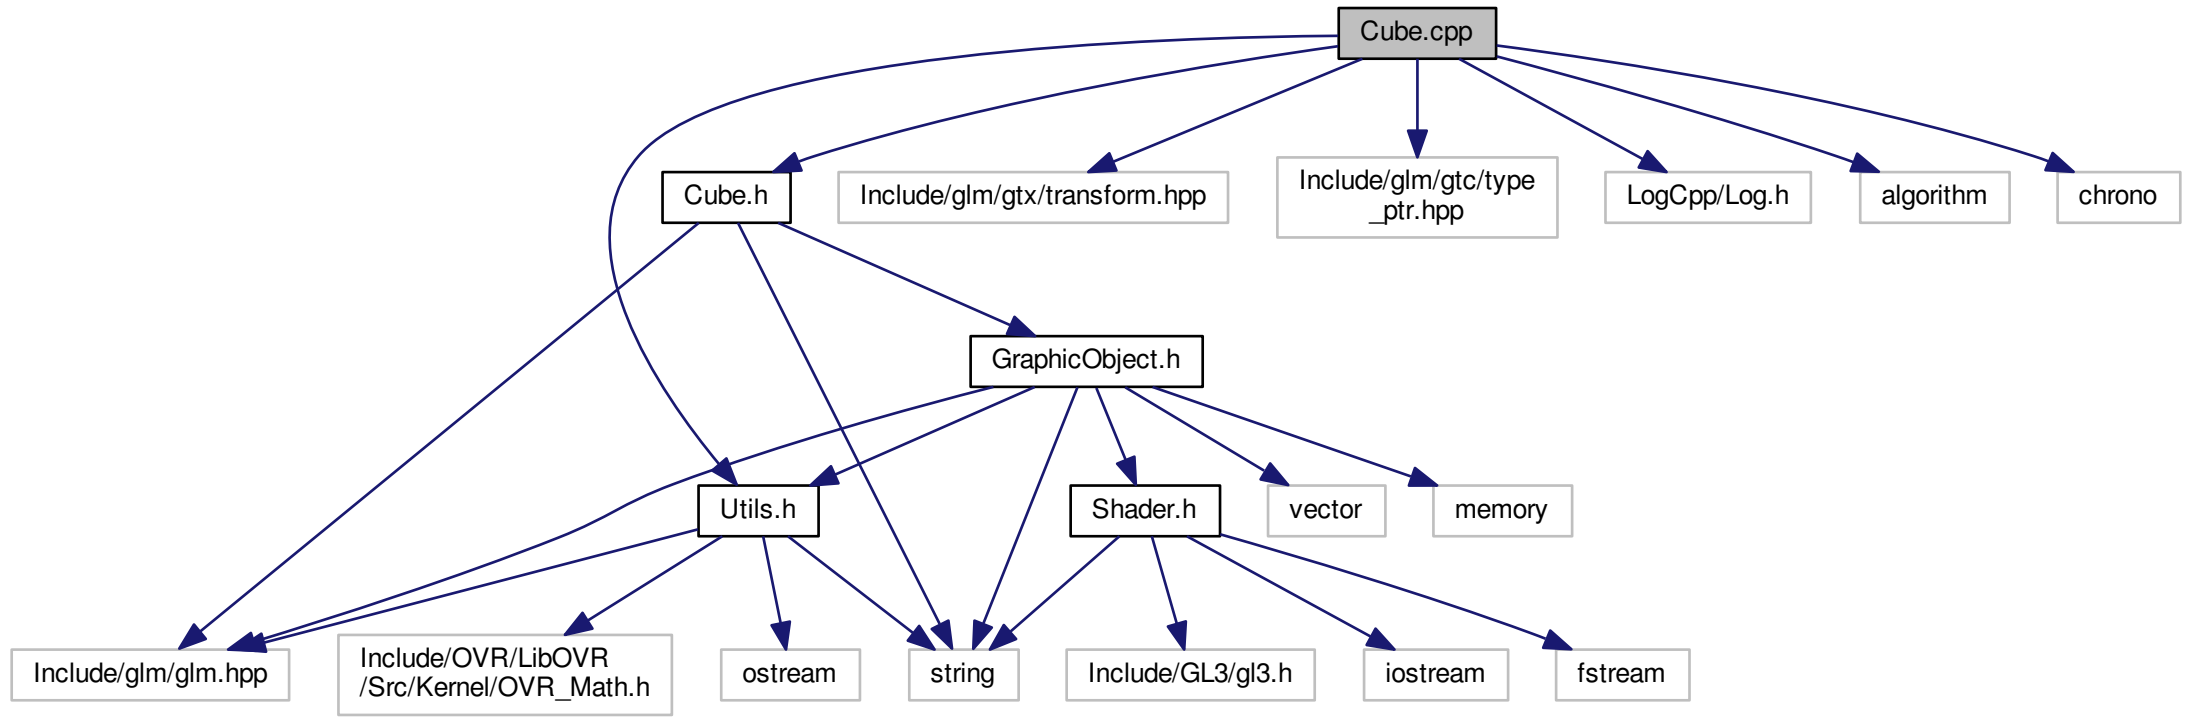 Cube.cpp
Cube.h
Include/glm/gtx/transform.hpp
Include/glm/gtc/type
_ptr.hpp
LogCpp/Log.h
algorithm
chrono
GraphicObject.h
Utils.h
Shader.h
vector
memory
Include/glm/glm.hpp
Include/OVR/LibOVR
/Src/Kernel/OVR_Math.h
ostream
string
Include/GL3/gl3.h
iostream
fstream